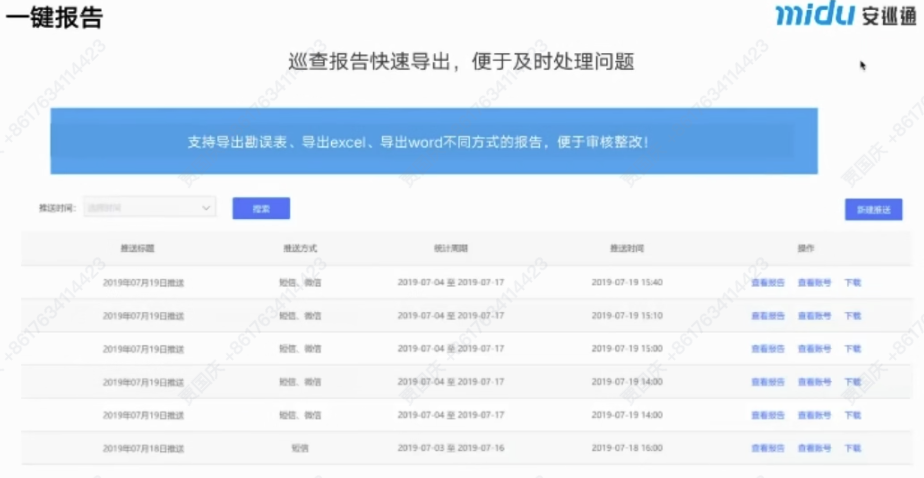 一键报告
midu 安巡通
巡查报告快速导出，便于及时处理问题
支持导出勘误表、导出excel、导出word不同方式的报告，便于审核整改！
推送时间: 选择时间 搜索 新建推送
推送标题 推送方式 统计周期 推送时间 操作
2019年07月19日推送 短信、微信 2019-07-04 至 2019-07-17 2019-07-19 15:40 查看报告 查看账号 下载
2019年07月19日推送 短信、微信 2019-07-04 至 2019-07-17 2019-07-19 15:10 查看报告 查看账号 下载
2019年07月19日推送 短信、微信 2019-07-04 至 2019-07-17 2019-07-19 15:00 查看报告 查看账号 下载
2019年07月19日推送 短信、微信 2019-07-04 至 2019-07-17 2019-07-19 14:00 查看报告 查看账号 下载
2019年07月19日推送 短信、微信 2019-07-04 至 2019-07-17 2019-07-19 14:00 查看报告 查看账号 下载
2019年07月18日推送 短信 2019-07-03 至 2019-07-16 2019-07-18 16:00 查看报告 查看账号 下载
贾国庆 +8617634114423